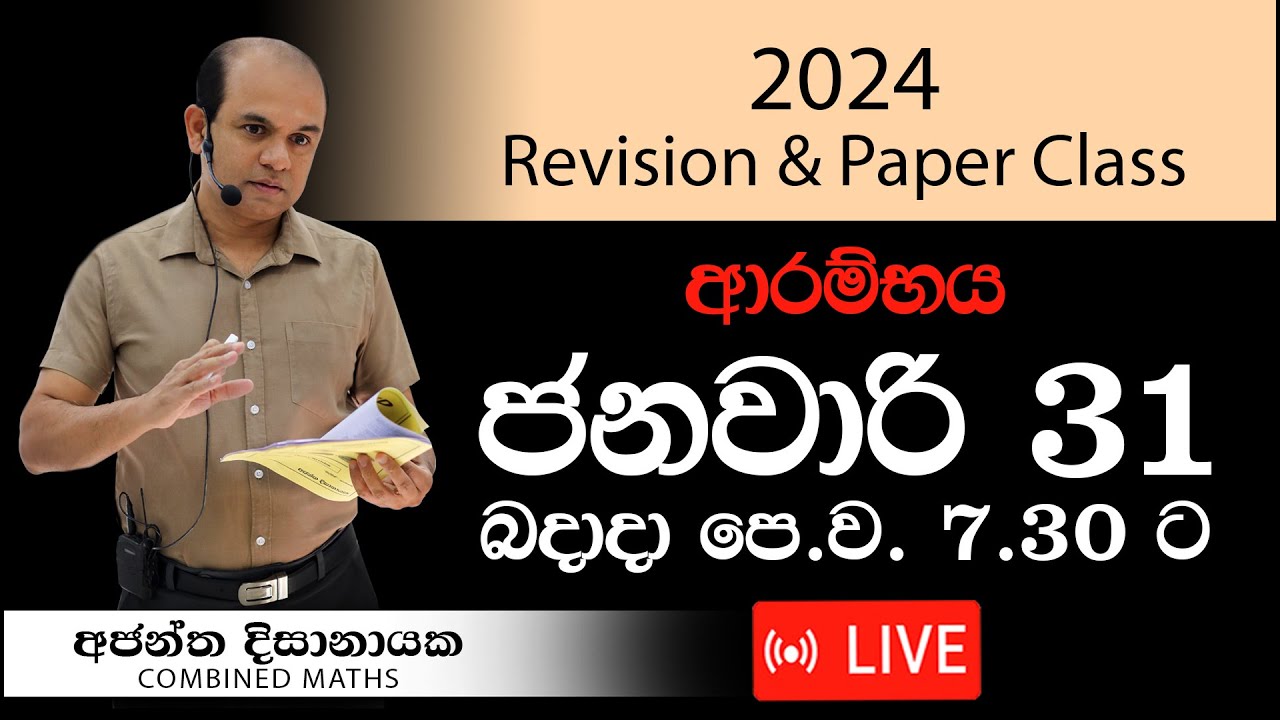 2024
Revision & Paper Class
ආරම්භය
ජනවාරි 31
බදාදා පෙ.ව. 7.30 ට
අජන්ත දිසානායක
COMBINED MATHS
LIVE